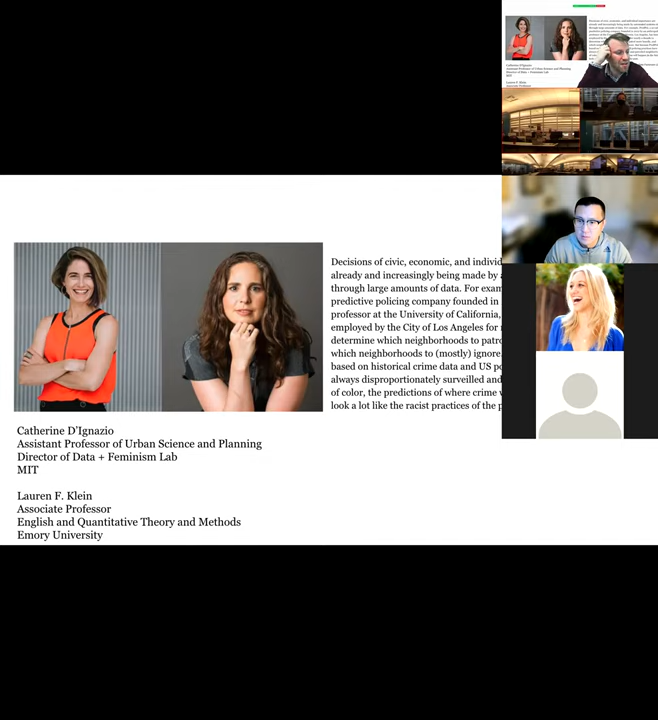 Decisions of civic, economic, and individ
already and increasingly being made by
through large amounts of data. For exam
predictive policing company founded in
professor at the University of California,
employed by the City of Los Angeles for
determine which neighborhoods to patro
which neighborhoods to (mostly) ignore
based on historical crime data and US po
always disproportionately surveilled and
of color, the predictions of where crime
look a lot like the racist practices of the p
Catherine D'Ignazio
Assistant Professor of Urban Science and Planning
Director of Data + Feminism Lab
MIT
Lauren F. Klein
Associate Professor
English and Quantitative Theory and Methods
Emory University